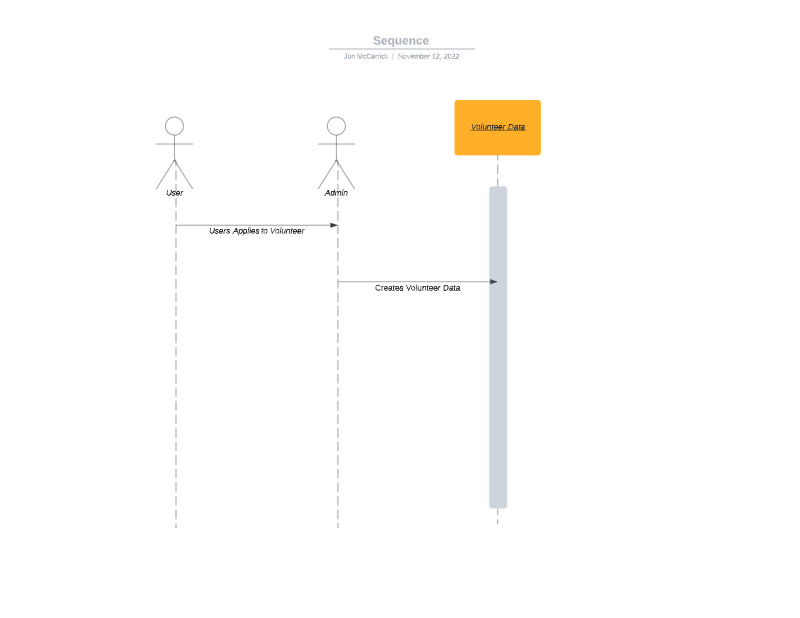 Sequence
Jon McCarrick | November 12, 2022
Volunteer Data
User
Admin
Users Applies to Volunteer
Creates Volunteer Data